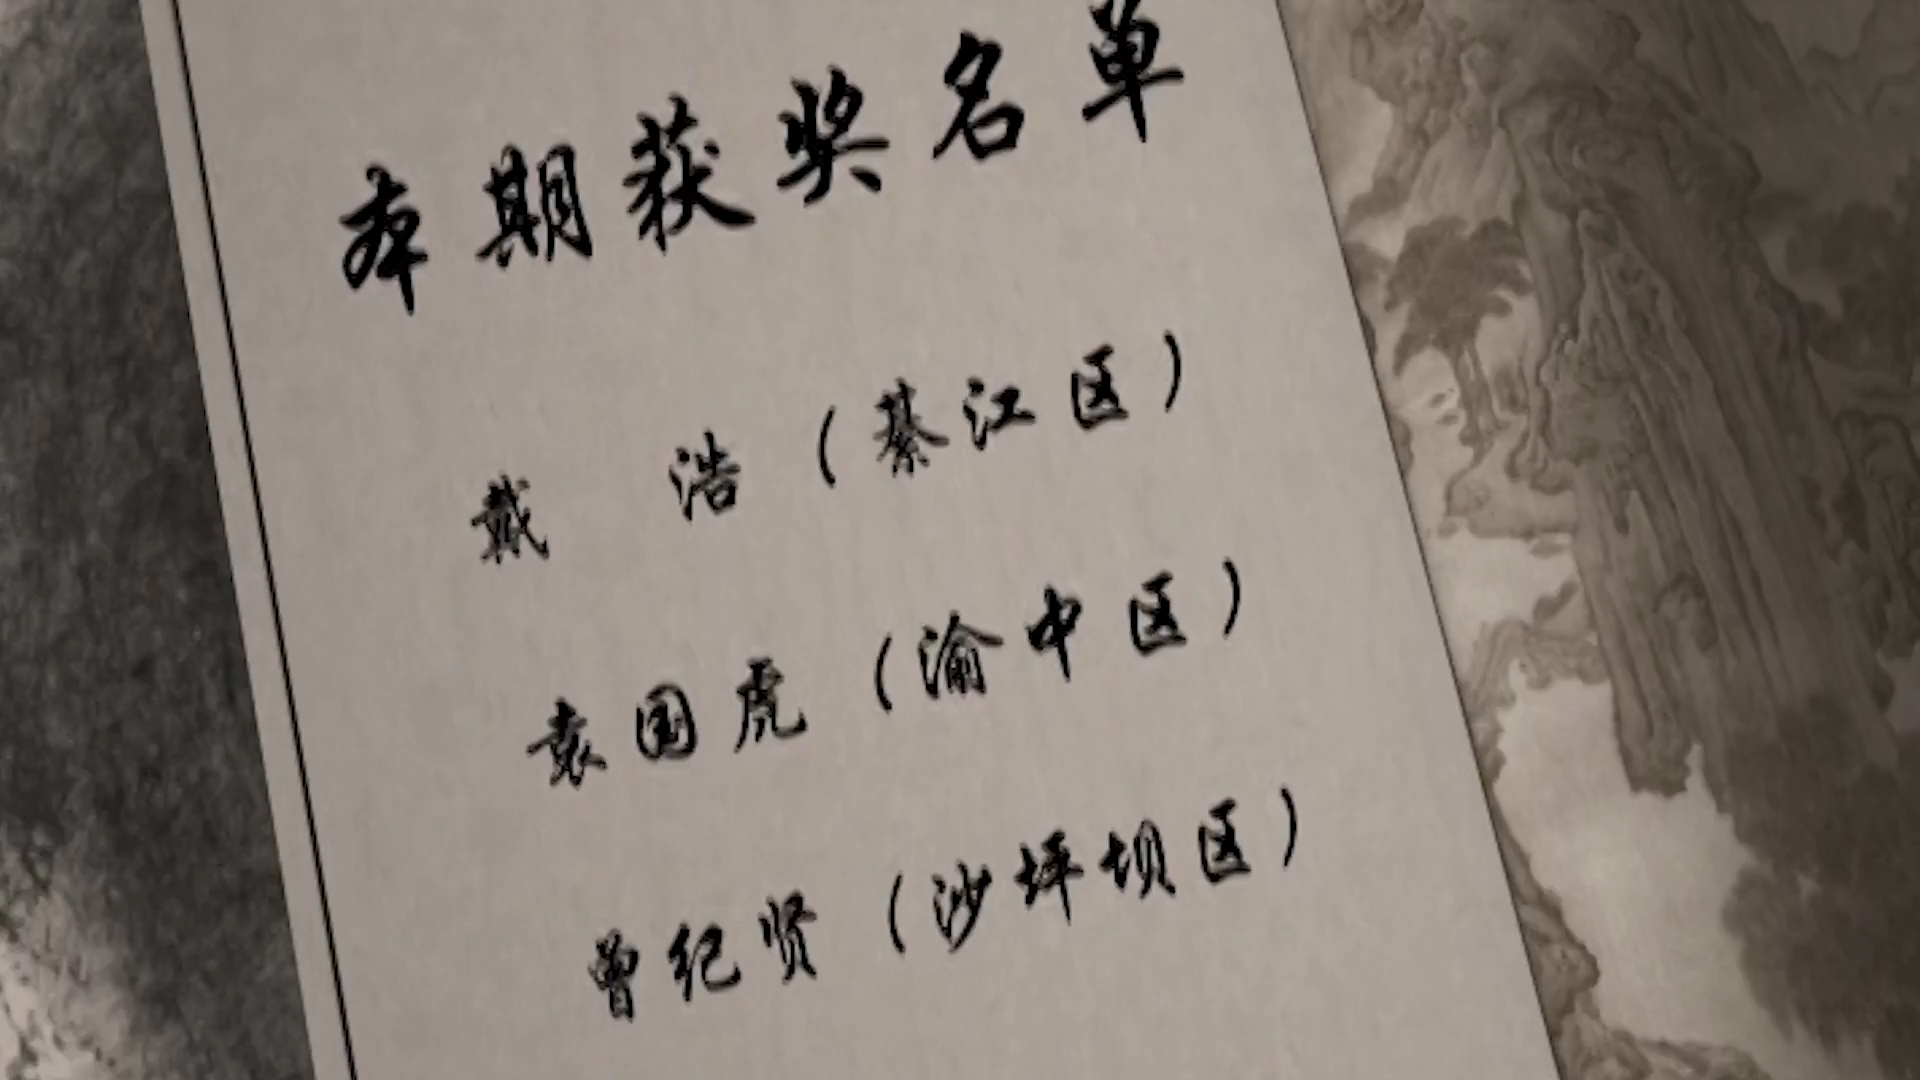 本期获奖名单
戴 浩（綦江区）
袁国虎（渝中区）
曾纪贤（沙坪坝区）